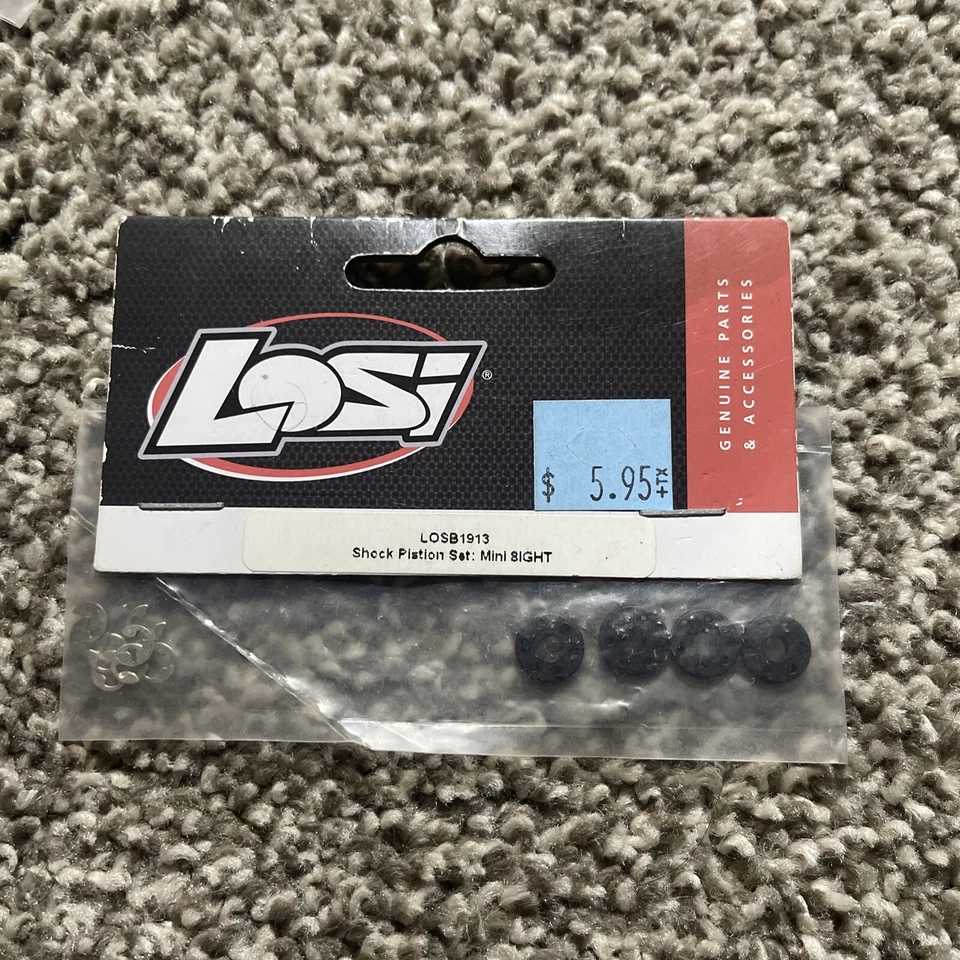 Losi®
GENUINE PARTS
& ACCESSORIES
$ 5.95+TX
LOSB1913
Shock Pistion Set: Mini 8IGHT